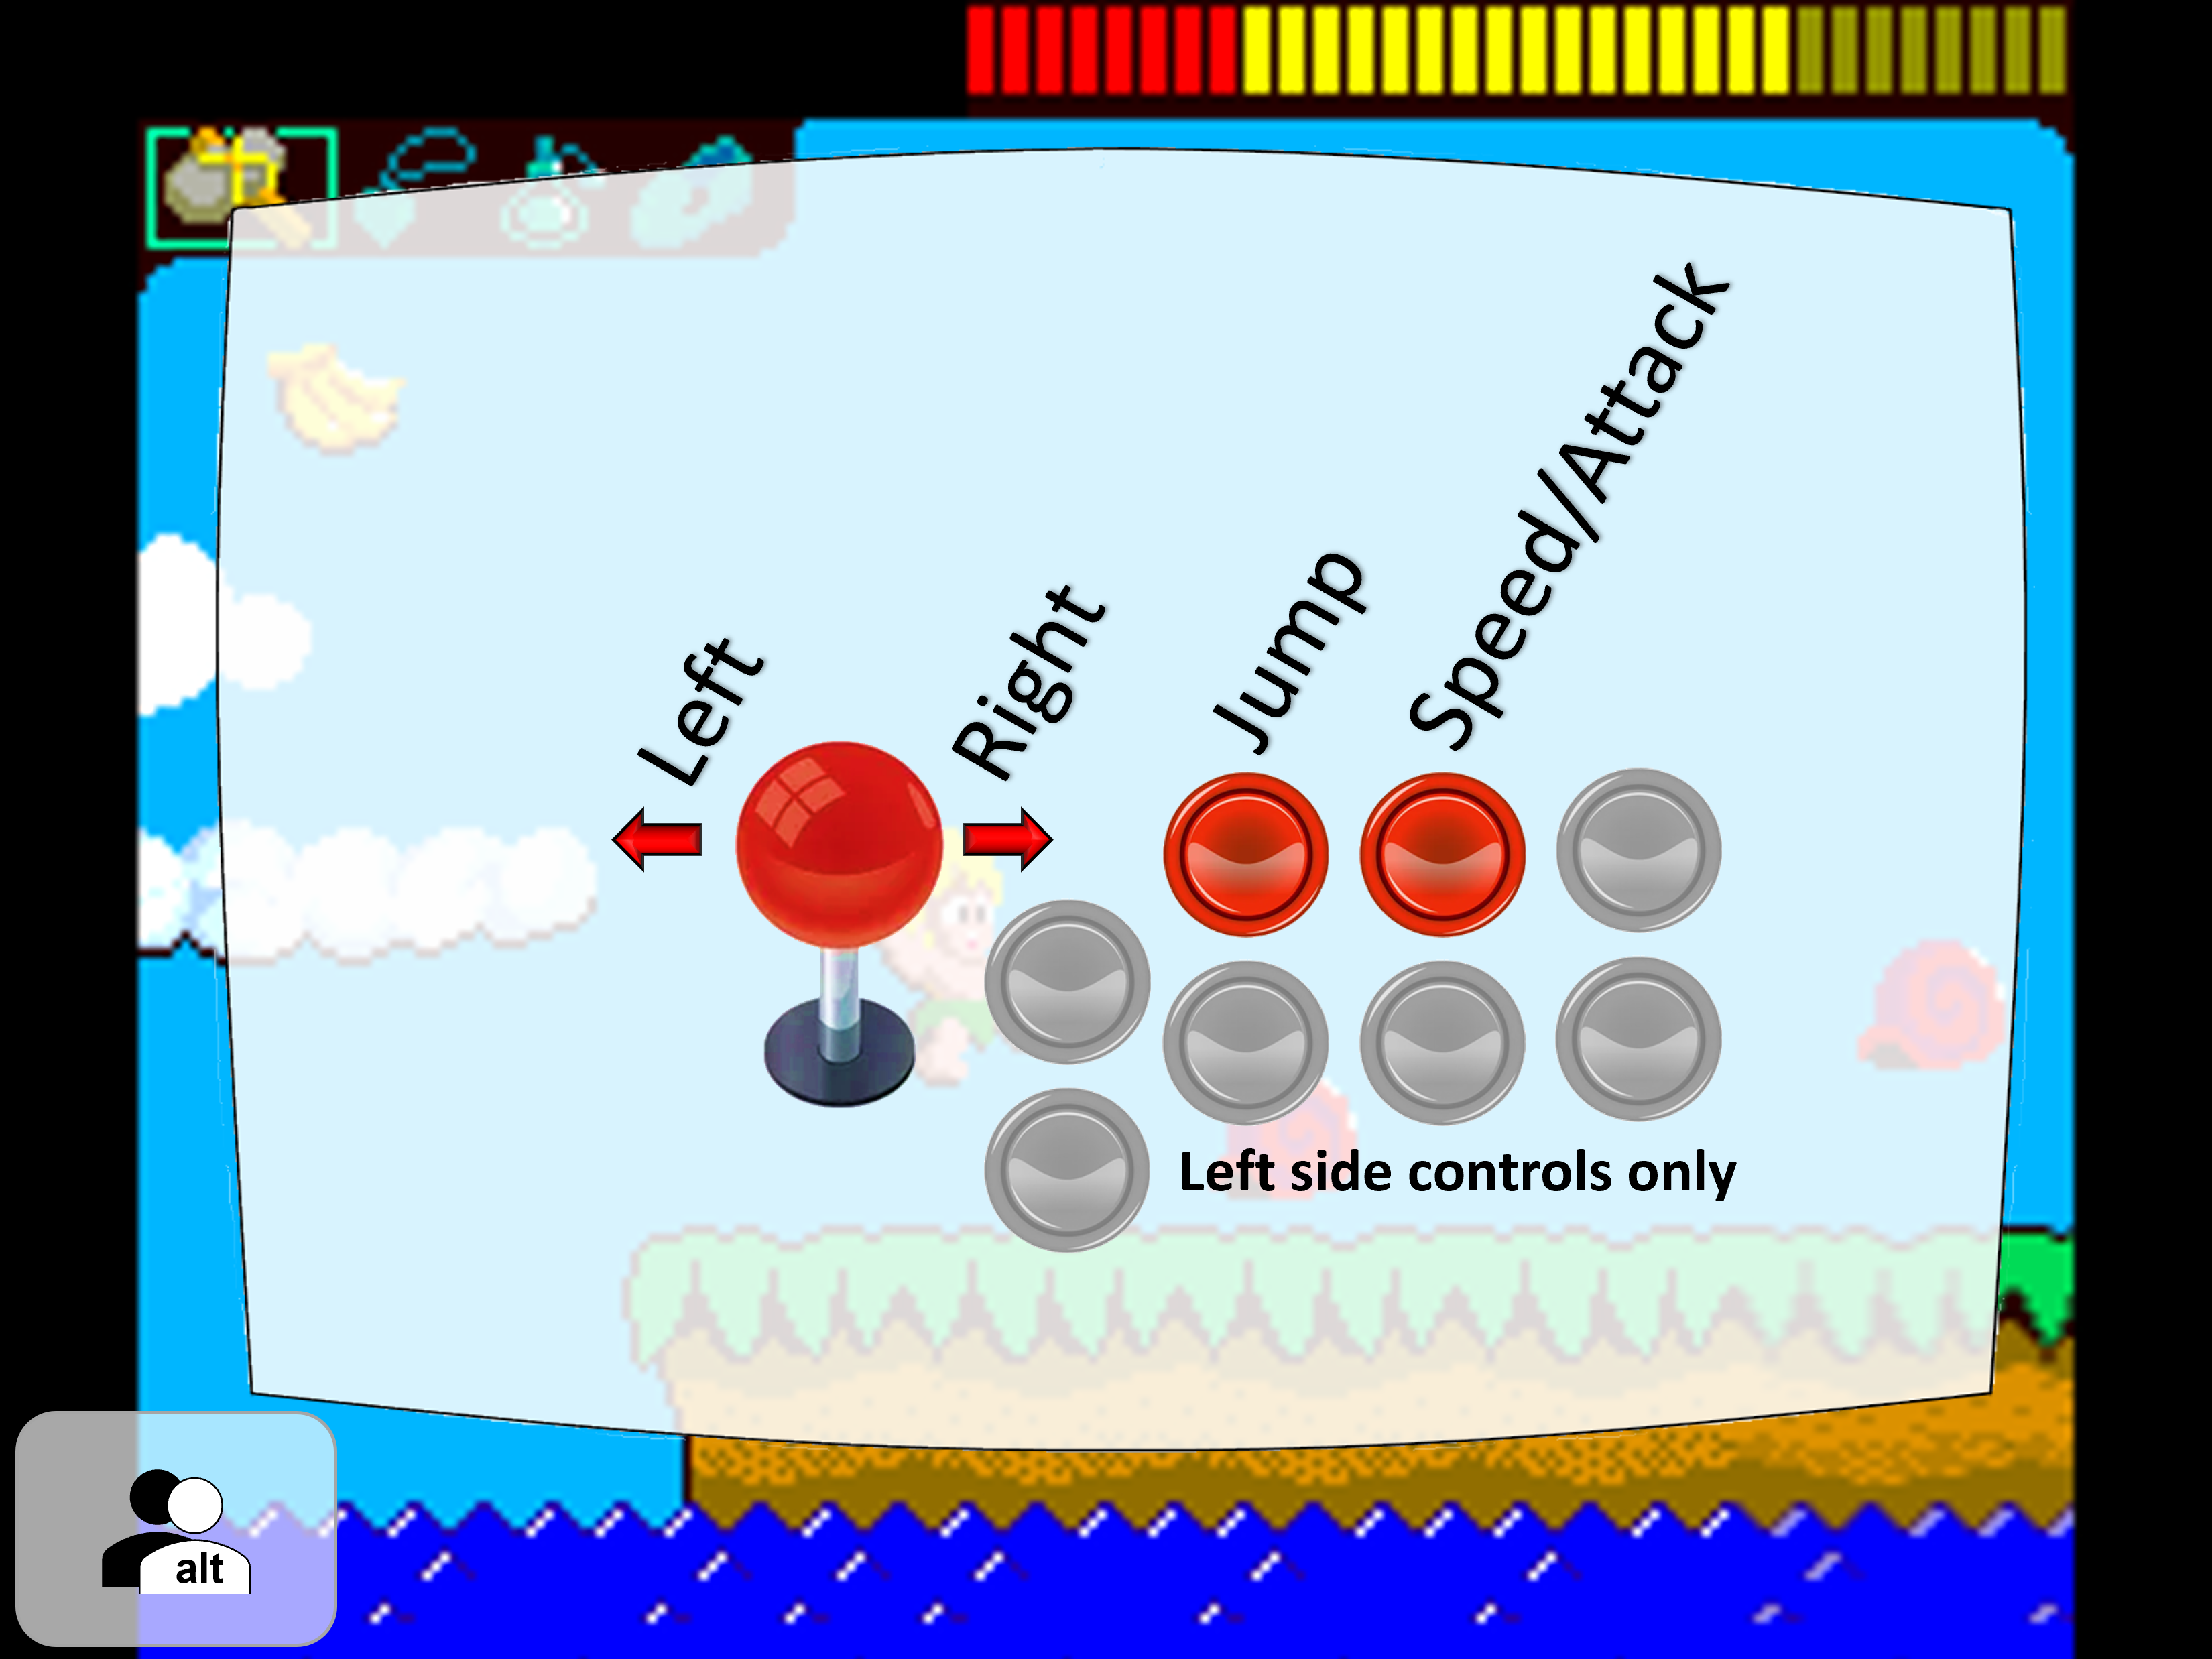 Left
Right
Jump
Speed/Attack
Left side controls only
alt